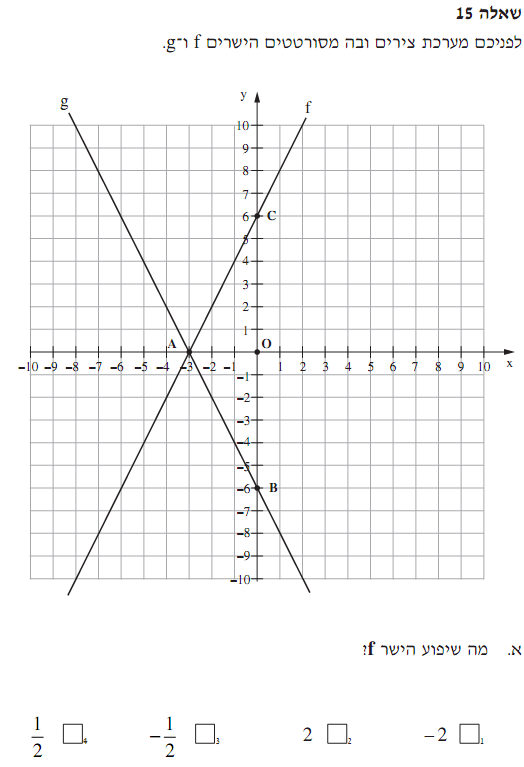 שאלה 15
לפניכם מערכת צירים ובה מסורטטים הישרים f ו־g.
g y f
10
9
8
7
6 C
5
4
3
2
1
A O
-10 -9 -8 -7 -6 -5 -4 -3 -2 -1 1 2 3 4 5 6 7 8 9 10 x
-1
-2
-3
-4
-5
-6 B
-7
-8
-9
-10
א. מה שיפוע הישר f?
-2 1 2 2 -1/2 3 1/2 4